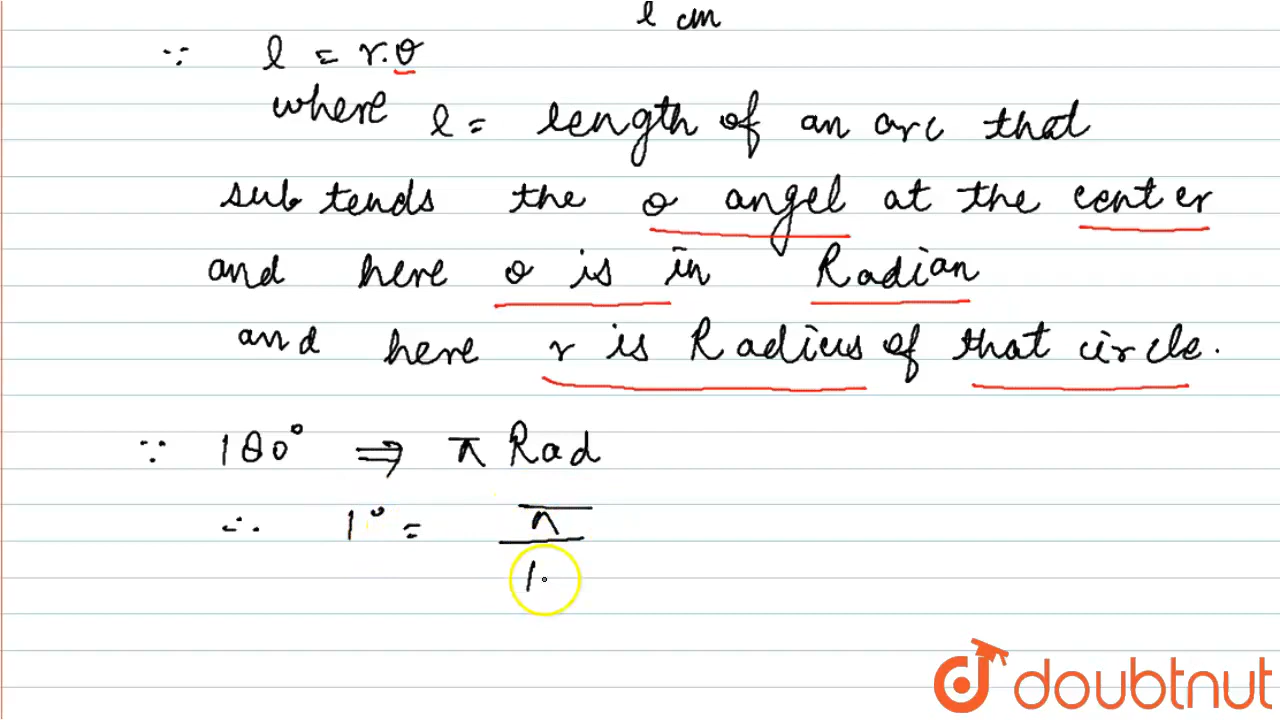 l cm
∵ l = r.θ
where l = length of an arc that
subtends the θ angel at the center
and here θ is in Radian
and here r is Radius of that circle.
∵ 180° ⇒ π Rad
∴ 1° = π
1
doubtnut